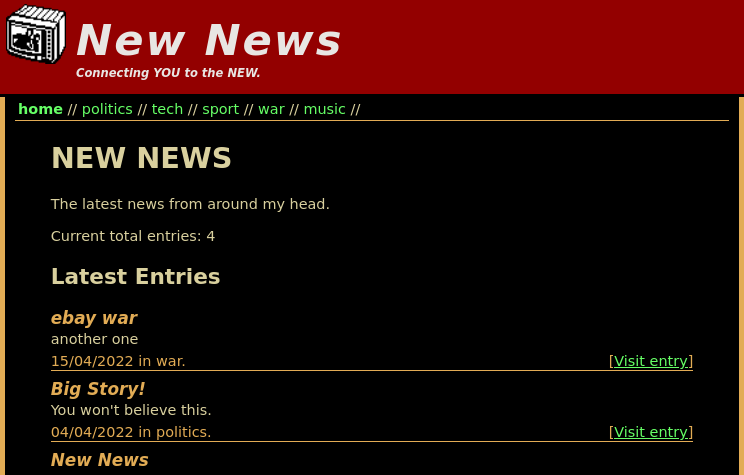 New News
Connecting YOU to the NEW.
home // politics // tech // sport // war // music //
NEW NEWS
The latest news from around my head.
Current total entries: 4
Latest Entries
ebay war
another one
15/04/2022 in war. [Visit entry]
Big Story!
You won't believe this.
04/04/2022 in politics. [Visit entry]
New News